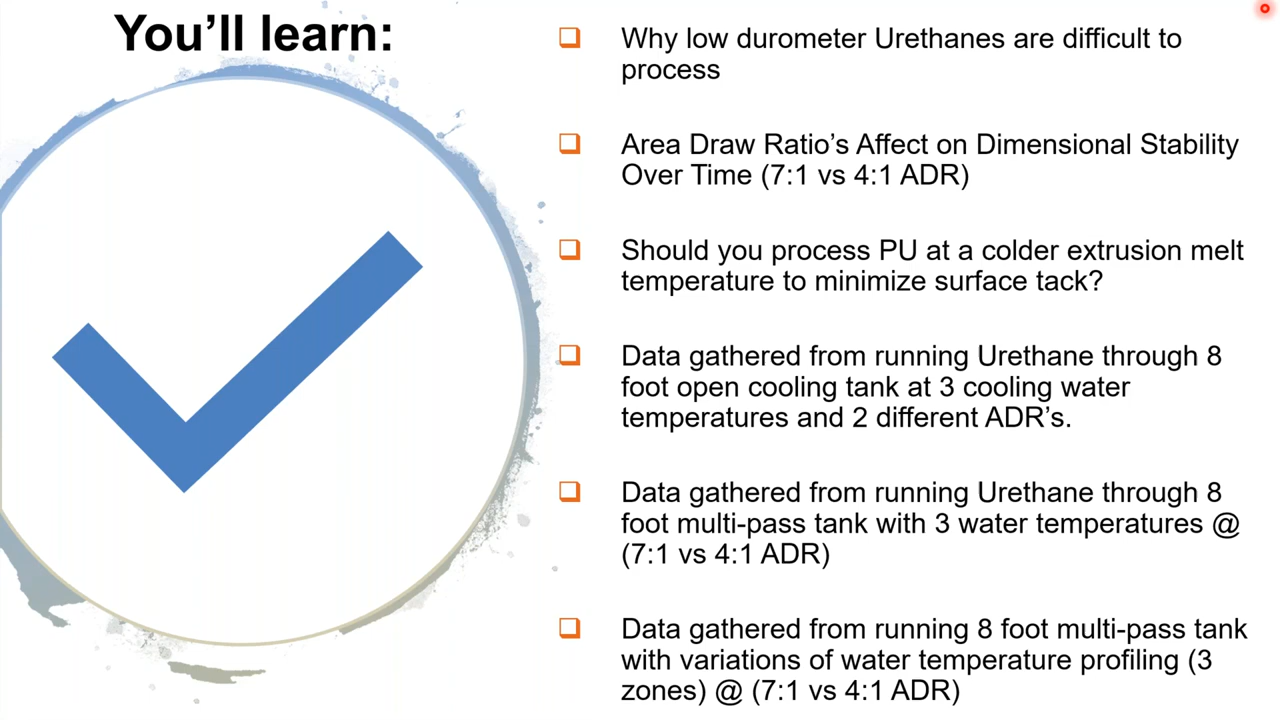 You’ll learn:
❑ Why low durometer Urethanes are difficult to
process
❑ Area Draw Ratio’s Affect on Dimensional Stability
Over Time (7:1 vs 4:1 ADR)
❑ Should you process PU at a colder extrusion melt
temperature to minimize surface tack?
❑ Data gathered from running Urethane through 8
foot open cooling tank at 3 cooling water
temperatures and 2 different ADR’s.
❑ Data gathered from running Urethane through 8
foot multi-pass tank with 3 water temperatures @
(7:1 vs 4:1 ADR)
❑ Data gathered from running 8 foot multi-pass tank
with variations of water temperature profiling (3
zones) @ (7:1 vs 4:1 ADR)